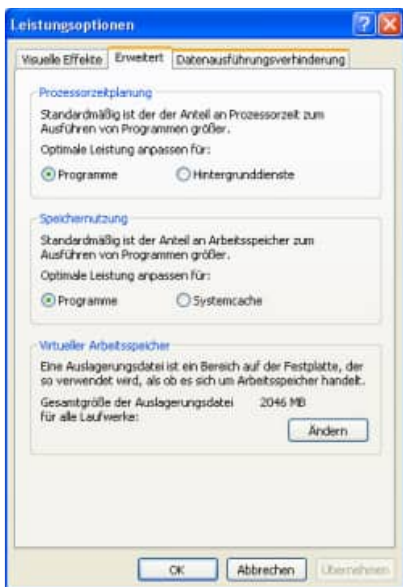 Leistungsoptionen
Visuelle Effekte Erweitert Datenausführungsverhinderung
Prozessorzeitplanung
Standardmäßig ist der der Anteil an Prozessorzeit zum
Ausführen von Programmen größer.
Optimale Leistung anpassen für:
Programme Hintergrunddienste
Speichernutzung
Standardmäßig ist der Anteil an Arbeitsspeicher zum
Ausführen von Programmen größer.
Optimale Leistung anpassen für:
Programme Systemcache
Virtueller Arbeitsspeicher
Eine Auslagerungsdatei ist ein Bereich auf der Festplatte, der
so verwendet wird, als ob es sich um Arbeitsspeicher handelt.
Gesamtgröße der Auslagerungsdatei 2046 MB
für alle Laufwerke:
Ändern
OK Abbrechen Übernehmen